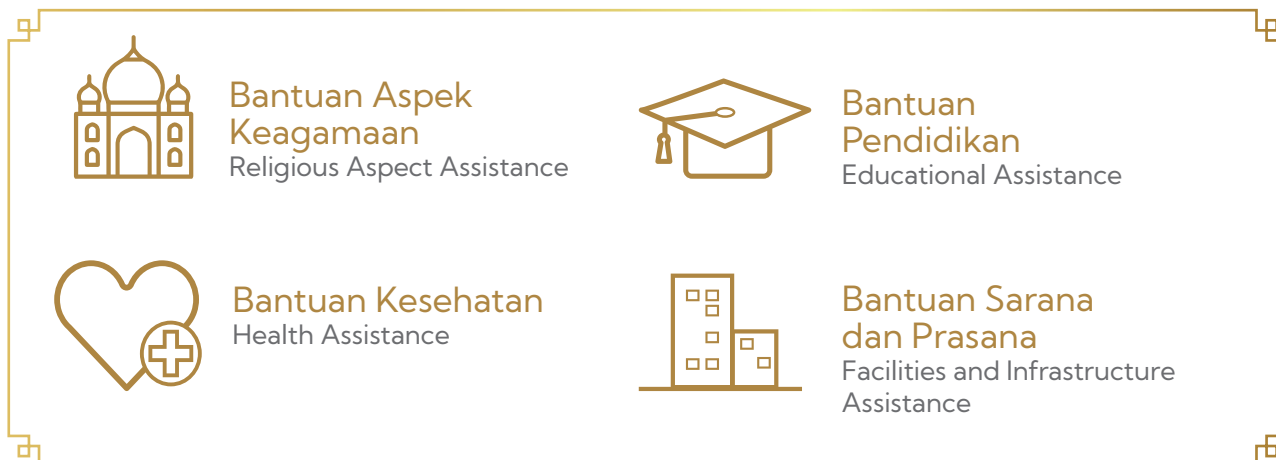 Bantuan Aspek
Keagamaan
Religious Aspect Assistance
Bantuan
Pendidikan
Educational Assistance
Bantuan Kesehatan
Health Assistance
Bantuan Sarana
dan Prasana
Facilities and Infrastructure
Assistance